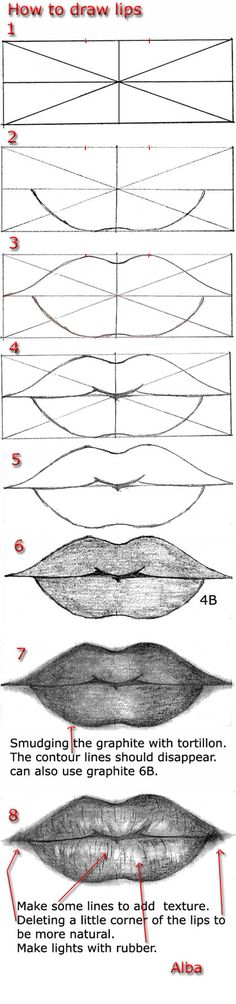 How to draw lips
1
2
3
4
5
6
4B
7
Smudging the graphite with tortillon.
The contour lines should disappear.
can also use graphite 6B.
8
Make some lines to add texture.
Deleting a little corner of the lips to
be more natural.
Make lights with rubber.
Alba